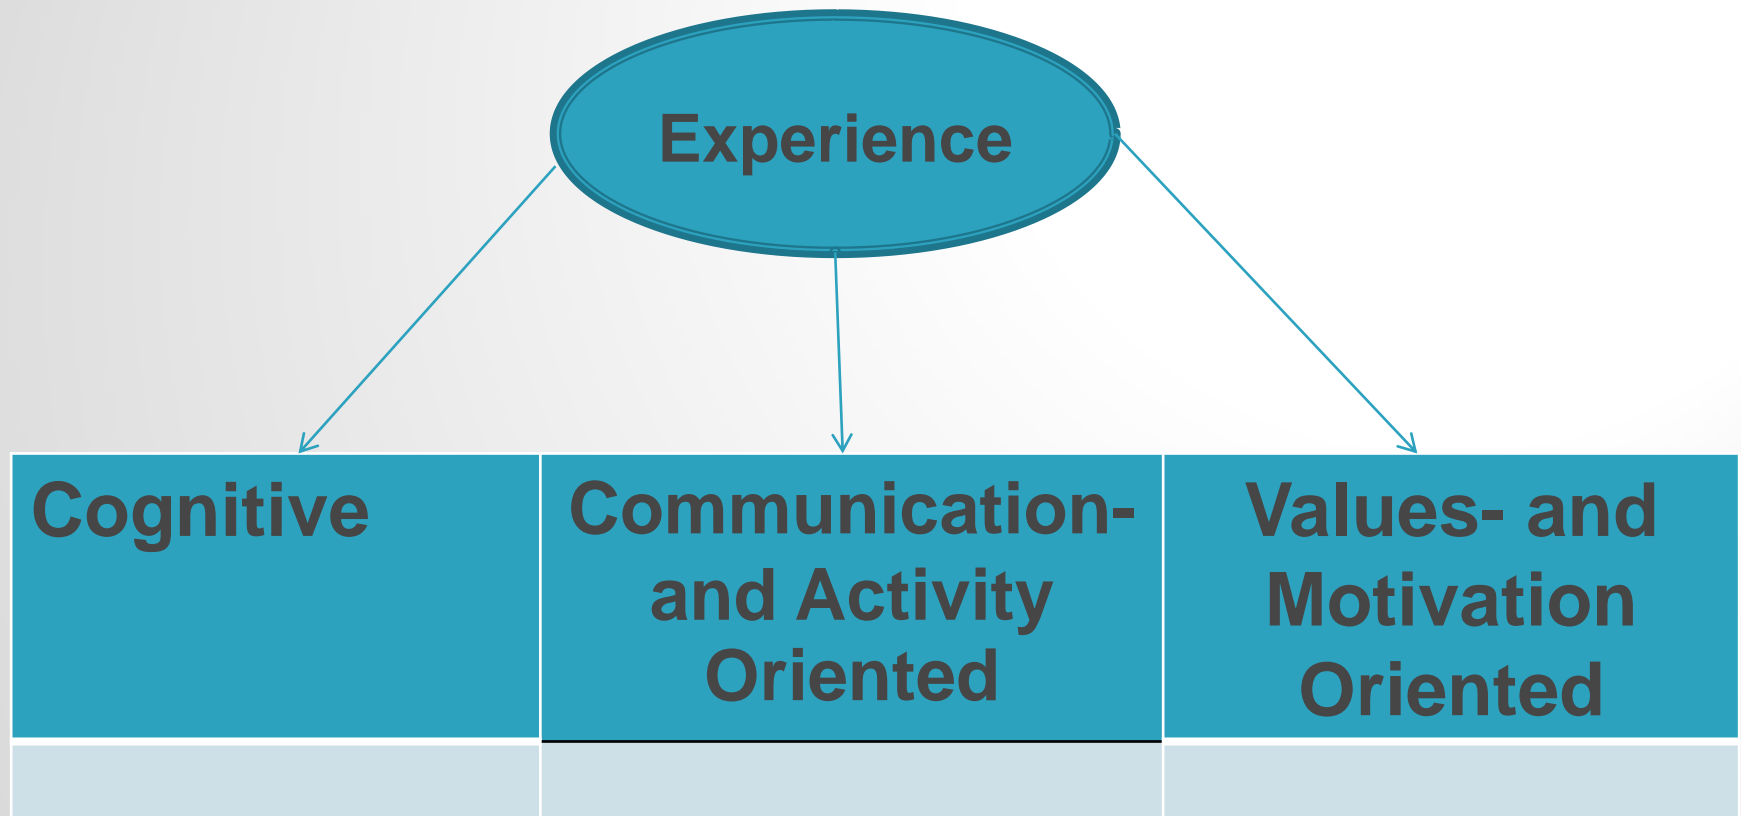 Experience
Cognitive
Communication-
and Activity
Oriented
Values- and
Motivation
Oriented